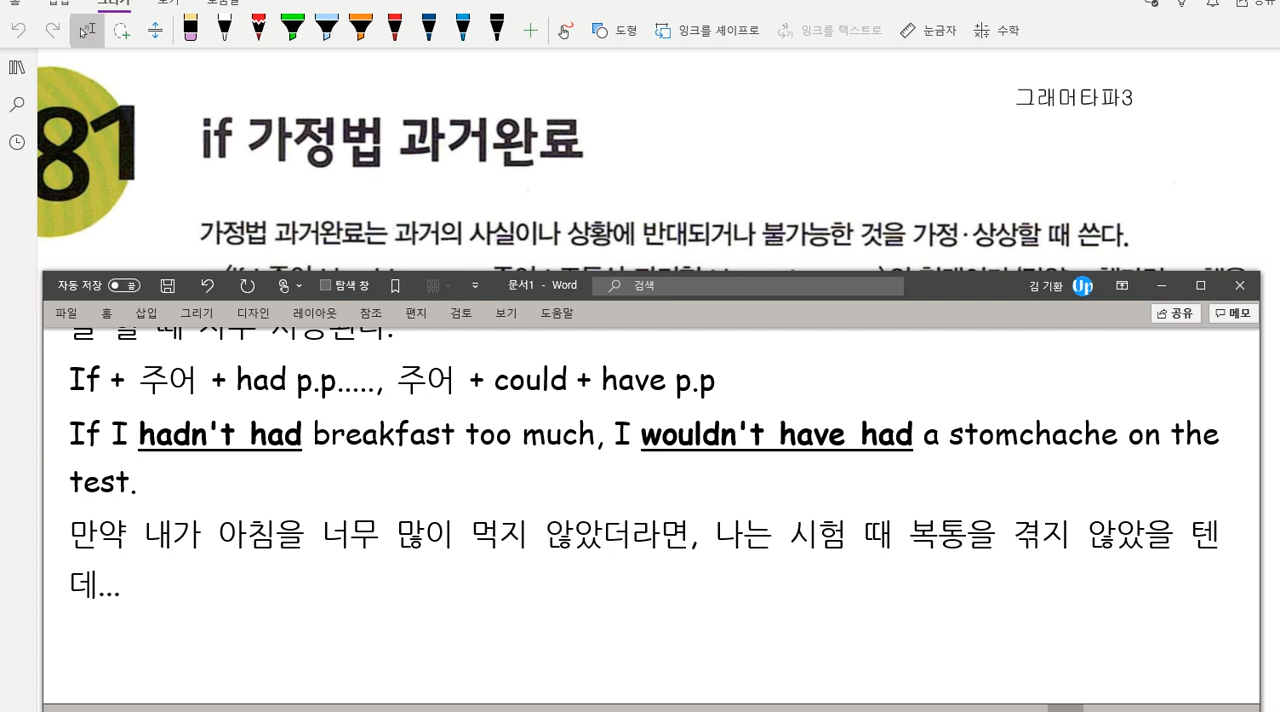 그리기
도형
잉크를 셰이프로
잉크를 텍스트로
눈금자
수학
그래머타파3
81
if 가정법 과거완료
가정법 과거완료는 과거의 사실이나 상황에 반대되거나 불가능한 것을 가정·상상할 때 쓴다.
자동 저장
끔
탐색 창
문서1 - Word
검색
김 기환
Up
파일
홈
삽입
그리기
디자인
레이아웃
참조
편지
검토
보기
도움말
공유
메모
If + 주어 + had p.p....., 주어 + could + have p.p
If I hadn't had breakfast too much, I wouldn't have had a stomchache on the
test.
만약 내가 아침을 너무 많이 먹지 않았더라면, 나는 시험 때 복통을 겪지 않았을 텐
데...